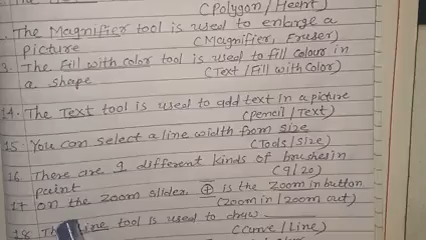 (Polygon / Heart)
. The Magnifier tool is used to enlarge a
picture (Magnifier, Eraser)
3. The Fill with color tool is used to fill colour in
a shape (Text / Fill with Color)
14. The Text tool is used to add text In a picture
(pencil / Text)
15. You can select a line width from size
(Tools / size)
16 There are 9 different kinds of brushes in
paint (9 / 20)
17 on the zoom slider ⊕ is the zoom in button
(zoom in / zoom out)
18 The Line tool is used to draw
(Curve / Line)